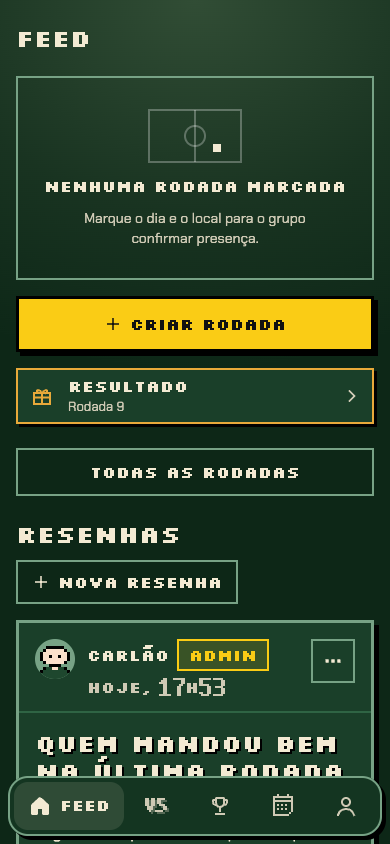 FEED
NENHUMA RODADA MARCADA
Marque o dia e o local para o grupo
confirmar presença.
+ CRIAR RODADA
RESULTADO
Rodada 9
TODAS AS RODADAS
RESENHAS
+ NOVA RESENHA
CARLÃO ADMIN
HOJE, 17H53
QUEM MANDOU BEM
NA ÚLTIMA RODADA
FEED VS